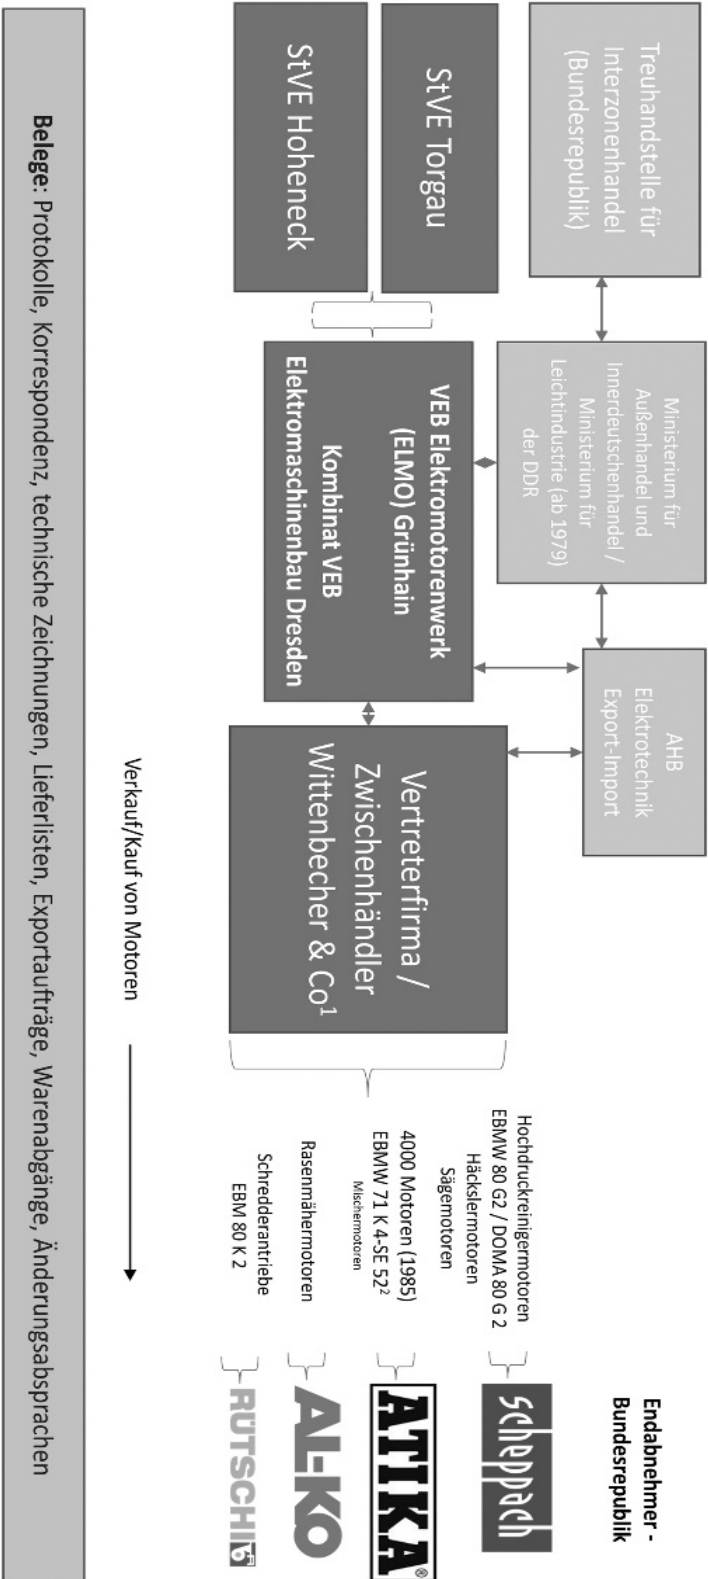 Treuhandstelle für
Interzonenhandel
(Bundesrepublik)
Ministerium für
Außenhandel und
Innerdeutschenhandel /
Ministerium für
Leichtindustrie (ab 1979)
der DDR
AHB
Elektrotechnik
Export-Import
Endabnehmer -
Bundesrepublik
StVE Torgau
StVE Hoheneck
VEB Elektromotorenwerk
(ELMO) Grünhain
Kombinat VEB
Elektromaschinenbau Dresden
Vertreterfirma /
Zwischenhändler
Wittenbecher & Co¹
Hochdruckreinigermotoren
EBMW 80 G2 / DOMA 80 G 2
Häckslermotoren
Sägemotoren
scheppach
4000 Motoren (1985)
EBMW 71 K 4-SE 52²
Mischermotoren
ATIKA®
Rasenmähermotoren
AL-KO
Schredderantriebe
EBM 80 K 2
RÜTSCHI
Verkauf/Kauf von Motoren
Belege: Protokolle, Korrespondenz, technische Zeichnungen, Lieferlisten, Exportaufträge, Warenabgänge, Änderungsabsprachen